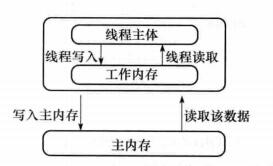 线程主体
线程写入 线程读取
工作内存
写入主内存 读取该数据
主内存